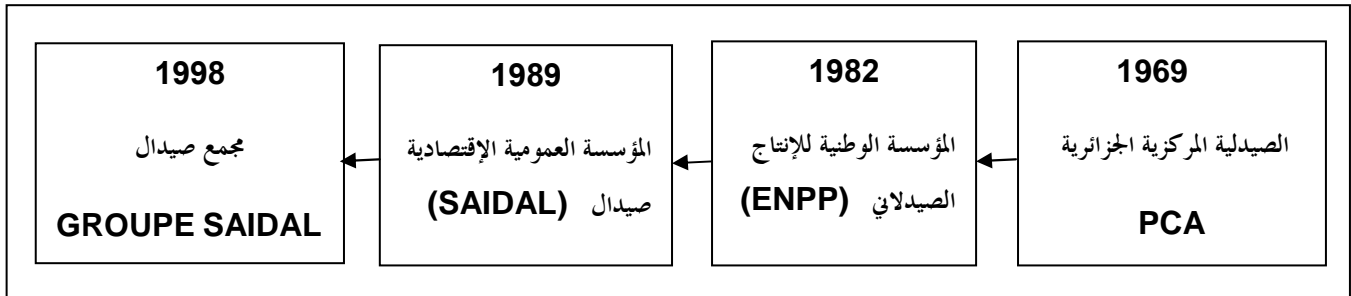 1969
الصيدلية المركزية الجزائرية
PCA
1982
المؤسسة الوطنية للإنتاج
الصيدلاني (ENPP)
1989
المؤسسة العمومية الإقتصادية
صيدال (SAIDAL)
1998
مجمع صيدال
GROUPE SAIDAL